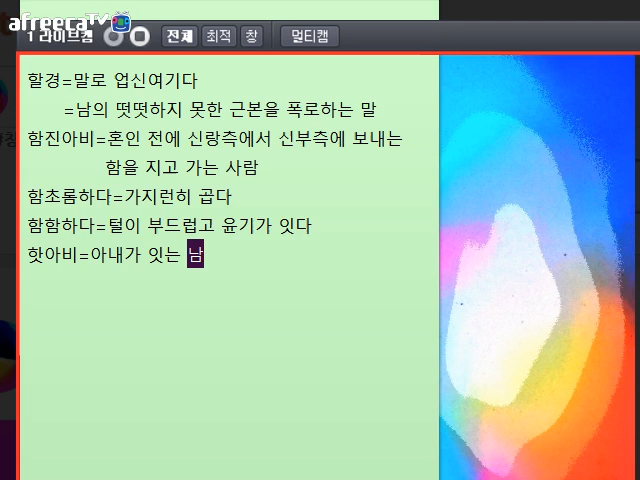 afreecaTV
1 라이브캠 전체 최적 창 멀티캠
할경=말로 업신여기다
=남의 떳떳하지 못한 근본을 폭로하는 말
함진아비=혼인 전에 신랑측에서 신부측에 보내는
함을 지고 가는 사람
함초롬하다=가지런히 곱다
함함하다=털이 부드럽고 윤기가 잇다
핫아비=아내가 잇는 남